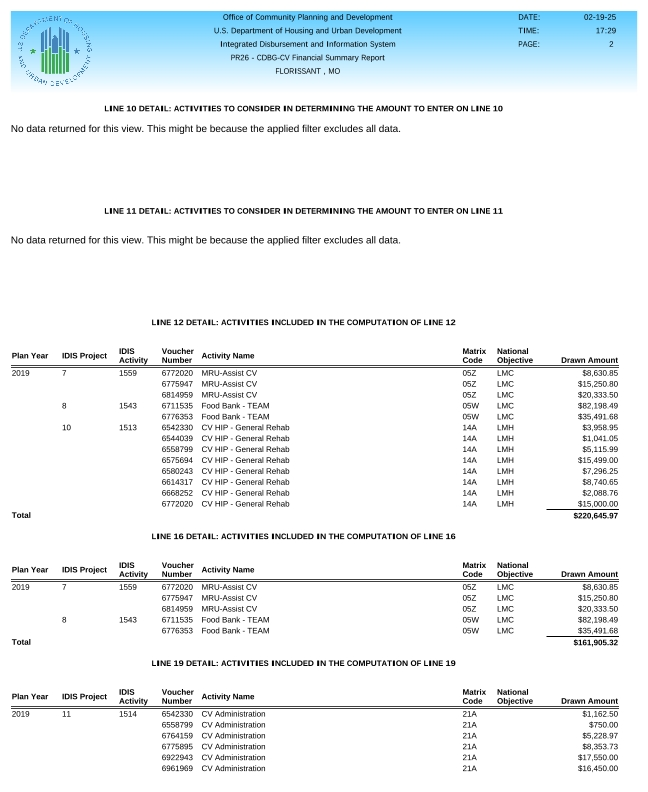 Office of Community Planning and Development DATE: 02-19-25
U.S. Department of Housing and Urban Development TIME: 17:29
Integrated Disbursement and Information System PAGE: 2
PR26 - CDBG-CV Financial Summary Report
FLORISSANT , MO
U.S. DEPARTMENT OF HOUSING AND URBAN DEVELOPMENT
LINE 10 DETAIL: ACTIVITIES TO CONSIDER IN DETERMINING THE AMOUNT TO ENTER ON LINE 10
No data returned for this view. This might be because the applied filter excludes all data.
LINE 11 DETAIL: ACTIVITIES TO CONSIDER IN DETERMINING THE AMOUNT TO ENTER ON LINE 11
No data returned for this view. This might be because the applied filter excludes all data.
LINE 12 DETAIL: ACTIVITIES INCLUDED IN THE COMPUTATION OF LINE 12
Plan Year IDIS Project IDIS Activity Voucher Number Activity Name Matrix Code National Objective Drawn Amount
2019 7 1559 6772020 MRU-Assist CV 05Z LMC $8,630.85
6775947 MRU-Assist CV 05Z LMC $15,250.80
6814959 MRU-Assist CV 05Z LMC $20,333.50
8 1543 6711535 Food Bank - TEAM 05W LMC $82,198.49
6776353 Food Bank - TEAM 05W LMC $35,491.68
10 1513 6542330 CV HIP - General Rehab 14A LMH $3,958.95
6544039 CV HIP - General Rehab 14A LMH $1,041.05
6558799 CV HIP - General Rehab 14A LMH $5,115.99
6575694 CV HIP - General Rehab 14A LMH $15,499.00
6580243 CV HIP - General Rehab 14A LMH $7,296.25
6614317 CV HIP - General Rehab 14A LMH $8,740.65
6668252 CV HIP - General Rehab 14A LMH $2,088.76
6772020 CV HIP - General Rehab 14A LMH $15,000.00
Total $220,645.97
LINE 16 DETAIL: ACTIVITIES INCLUDED IN THE COMPUTATION OF LINE 16
Plan Year IDIS Project IDIS Activity Voucher Number Activity Name Matrix Code National Objective Drawn Amount
2019 7 1559 6772020 MRU-Assist CV 05Z LMC $8,630.85
6775947 MRU-Assist CV 05Z LMC $15,250.80
6814959 MRU-Assist CV 05Z LMC $20,333.50
8 1543 6711535 Food Bank - TEAM 05W LMC $82,198.49
6776353 Food Bank - TEAM 05W LMC $35,491.68
Total $161,905.32
LINE 19 DETAIL: ACTIVITIES INCLUDED IN THE COMPUTATION OF LINE 19
Plan Year IDIS Project IDIS Activity Voucher Number Activity Name Matrix Code National Objective Drawn Amount
2019 11 1514 6542330 CV Administration 21A $1,162.50
6558799 CV Administration 21A $750.00
6764159 CV Administration 21A $5,228.97
6775895 CV Administration 21A $8,353.73
6922943 CV Administration 21A $17,550.00
6961969 CV Administration 21A $16,450.00